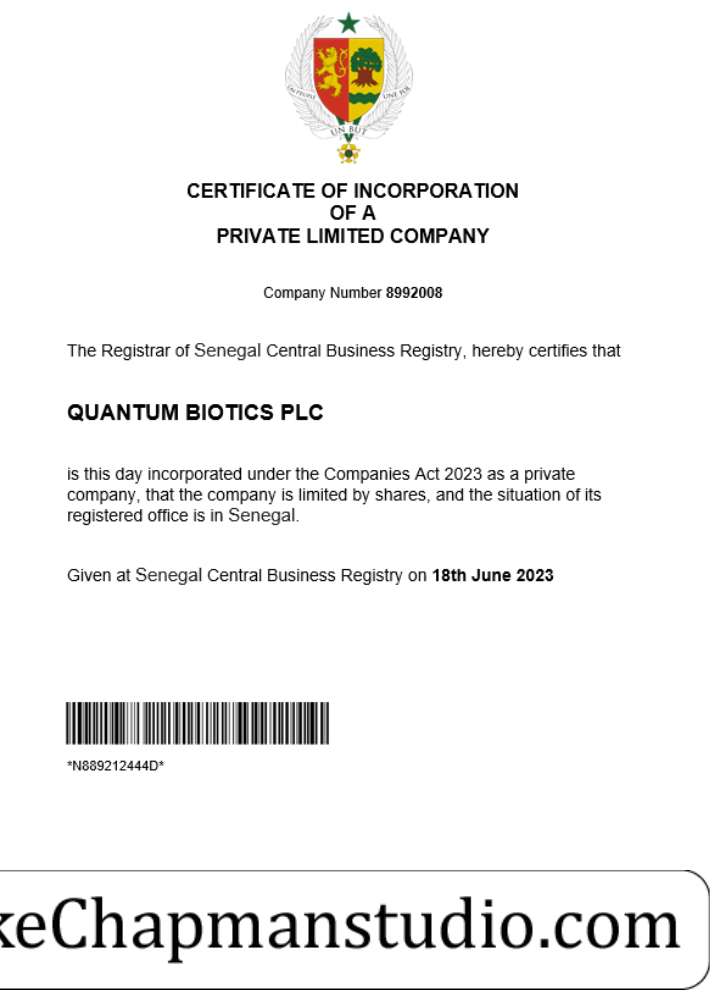 UN PEUPLE
UNE FOI
UN BUT
CERTIFICATE OF INCORPORATION
OF A
PRIVATE LIMITED COMPANY
Company Number 8992008
The Registrar of Senegal Central Business Registry, hereby certifies that
QUANTUM BIOTICS PLC
is this day incorporated under the Companies Act 2023 as a private
company, that the company is limited by shares, and the situation of its
registered office is in Senegal.
Given at Senegal Central Business Registry on 18th June 2023
*N889212444D*
keChapmanstudio.com